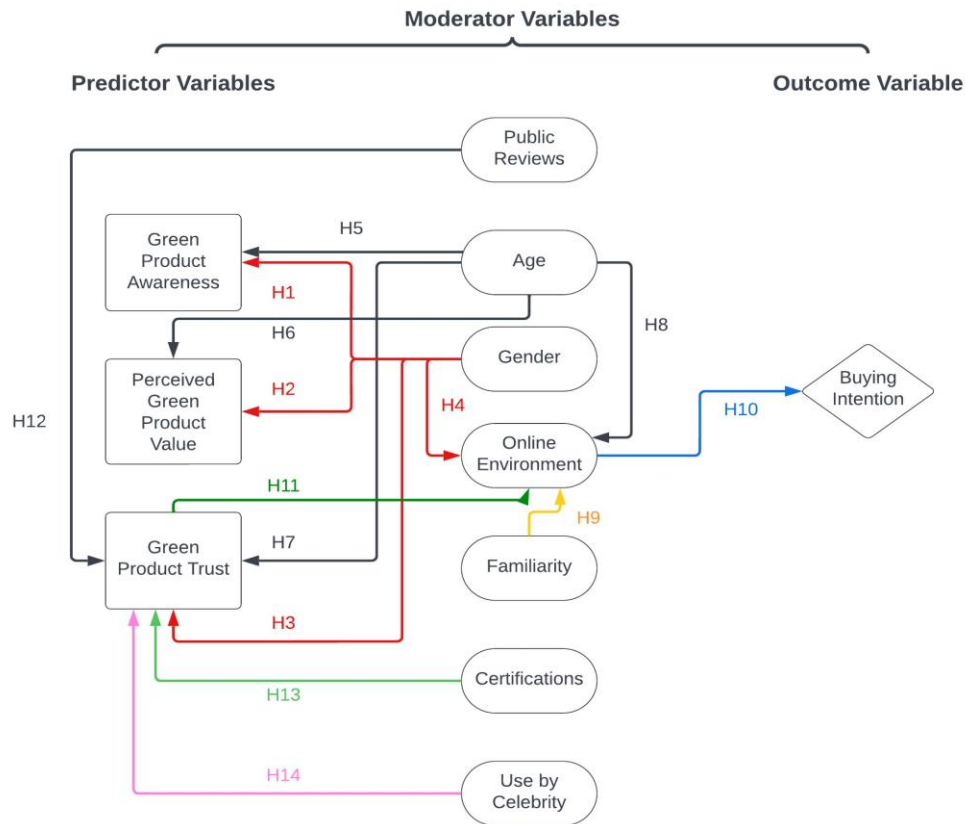 Moderator Variables
Predictor Variables
Outcome Variable
Public
Reviews
H5
Green
Product
Awareness
Age
H1
H6
H8
Gender
H2
Perceived
Green
Product
Value
H4
Buying
Intention
H10
H12
Online
Environment
H11
H9
H7
Green
Product Trust
Familiarity
H3
Certifications
H13
H14
Use by
Celebrity